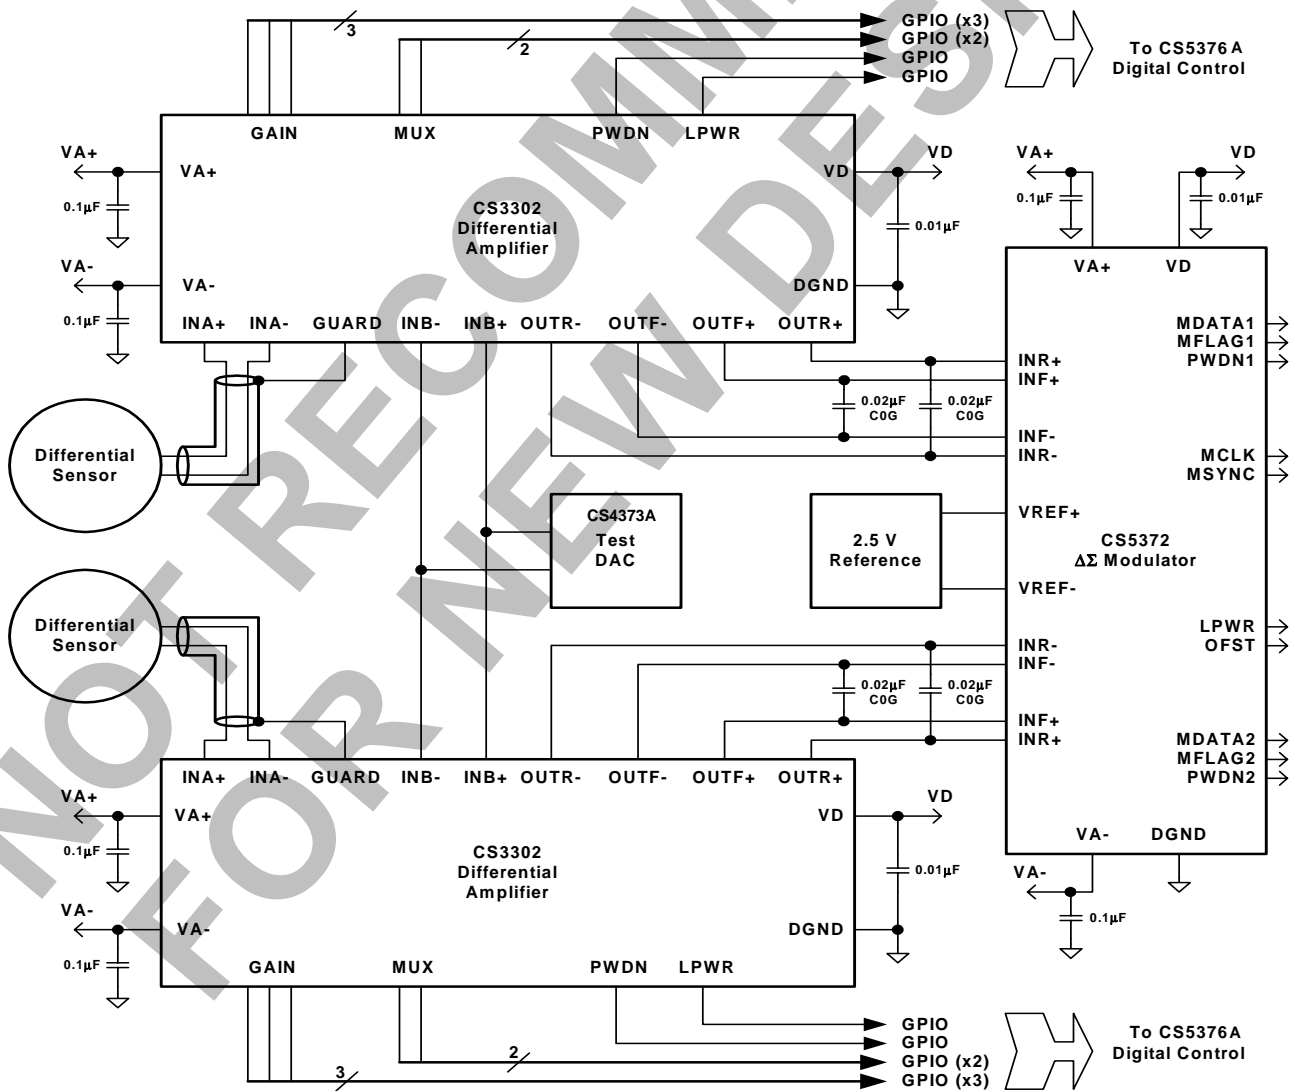 3
GPIO (x3)
2
GPIO (x2)
GPIO
GPIO
To CS5376A
Digital Control
GAIN
MUX
PWDN
LPWR
VA+
VA+
0.1µF
VA-
VA-
0.1µF
CS3302
Differential
Amplifier
VD
VD
0.01µF
DGND
INA+
INA-
GUARD
INB-
INB+
OUTR-
OUTF-
OUTF+
OUTR+
VA+
0.1µF
VD
0.01µF
VA+
VD
INR+
INF+
0.02µF
C0G
0.02µF
C0G
INF-
INR-
MDATA1
MFLAG1
PWDN1
MCLK
MSYNC
Differential
Sensor
CS4373A
Test
DAC
2.5 V
Reference
VREF+
VREF-
CS5372
ΔΣ Modulator
LPWR
OFST
Differential
Sensor
INR-
INF-
0.02µF
C0G
0.02µF
C0G
INF+
INR+
MDATA2
MFLAG2
PWDN2
INA+
INA-
GUARD
INB-
INB+
OUTR-
OUTF-
OUTF+
OUTR+
VA+
VA+
0.1µF
VA-
VA-
0.1µF
CS3302
Differential
Amplifier
VD
VD
0.01µF
DGND
VA-
DGND
VA-
0.1µF
GAIN
MUX
PWDN
LPWR
GPIO
GPIO
2
GPIO (x2)
3
GPIO (x3)
To CS5376A
Digital Control
NOT RECOMM
FOR NEW DES